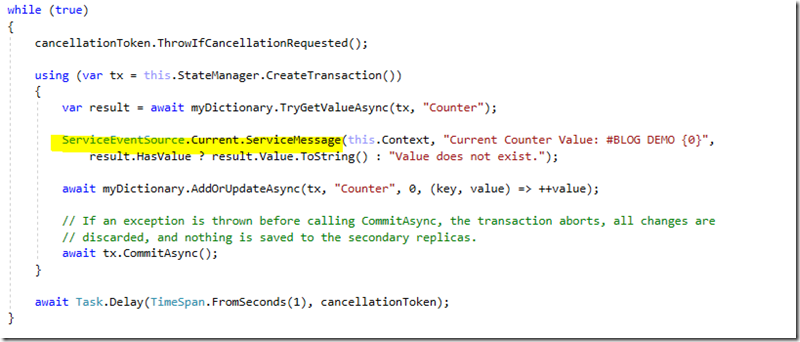 while (true)
{
cancellationToken.ThrowIfCancellationRequested();
using (var tx = this.StateManager.CreateTransaction())
{
var result = await myDictionary.TryGetValueAsync(tx, "Counter");
ServiceEventSource.Current.ServiceMessage(this.Context, "Current Counter Value: #BLOG DEMO {0}",
result.HasValue ? result.Value.ToString() : "Value does not exist.");
await myDictionary.AddOrUpdateAsync(tx, "Counter", 0, (key, value) => ++value);
// If an exception is thrown before calling CommitAsync, the transaction aborts, all changes are
// discarded, and nothing is saved to the secondary replicas.
await tx.CommitAsync();
}
await Task.Delay(TimeSpan.FromSeconds(1), cancellationToken);
}